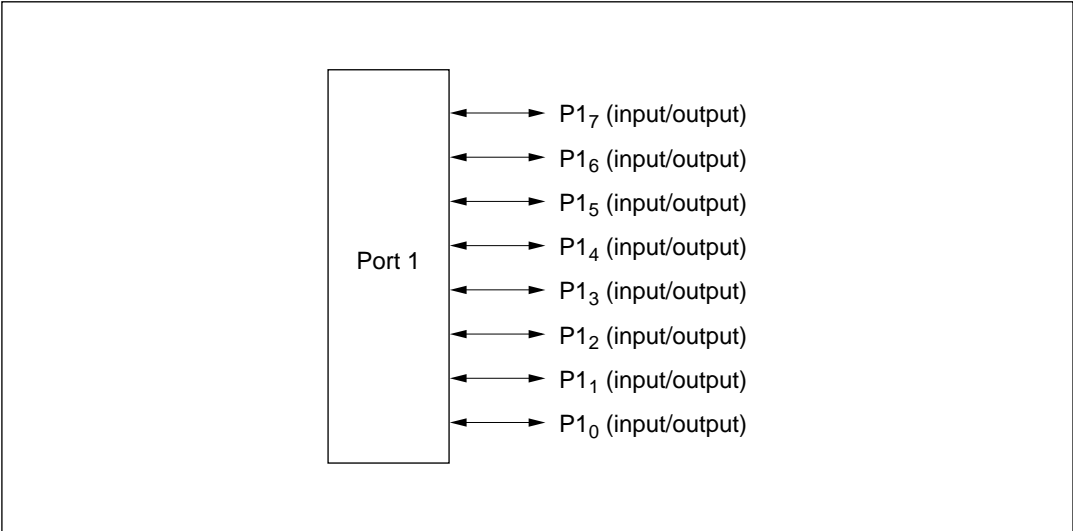 P1₇ (input/output)
P1₆ (input/output)
P1₅ (input/output)
P1₄ (input/output)
Port 1
P1₃ (input/output)
P1₂ (input/output)
P1₁ (input/output)
P1₀ (input/output)